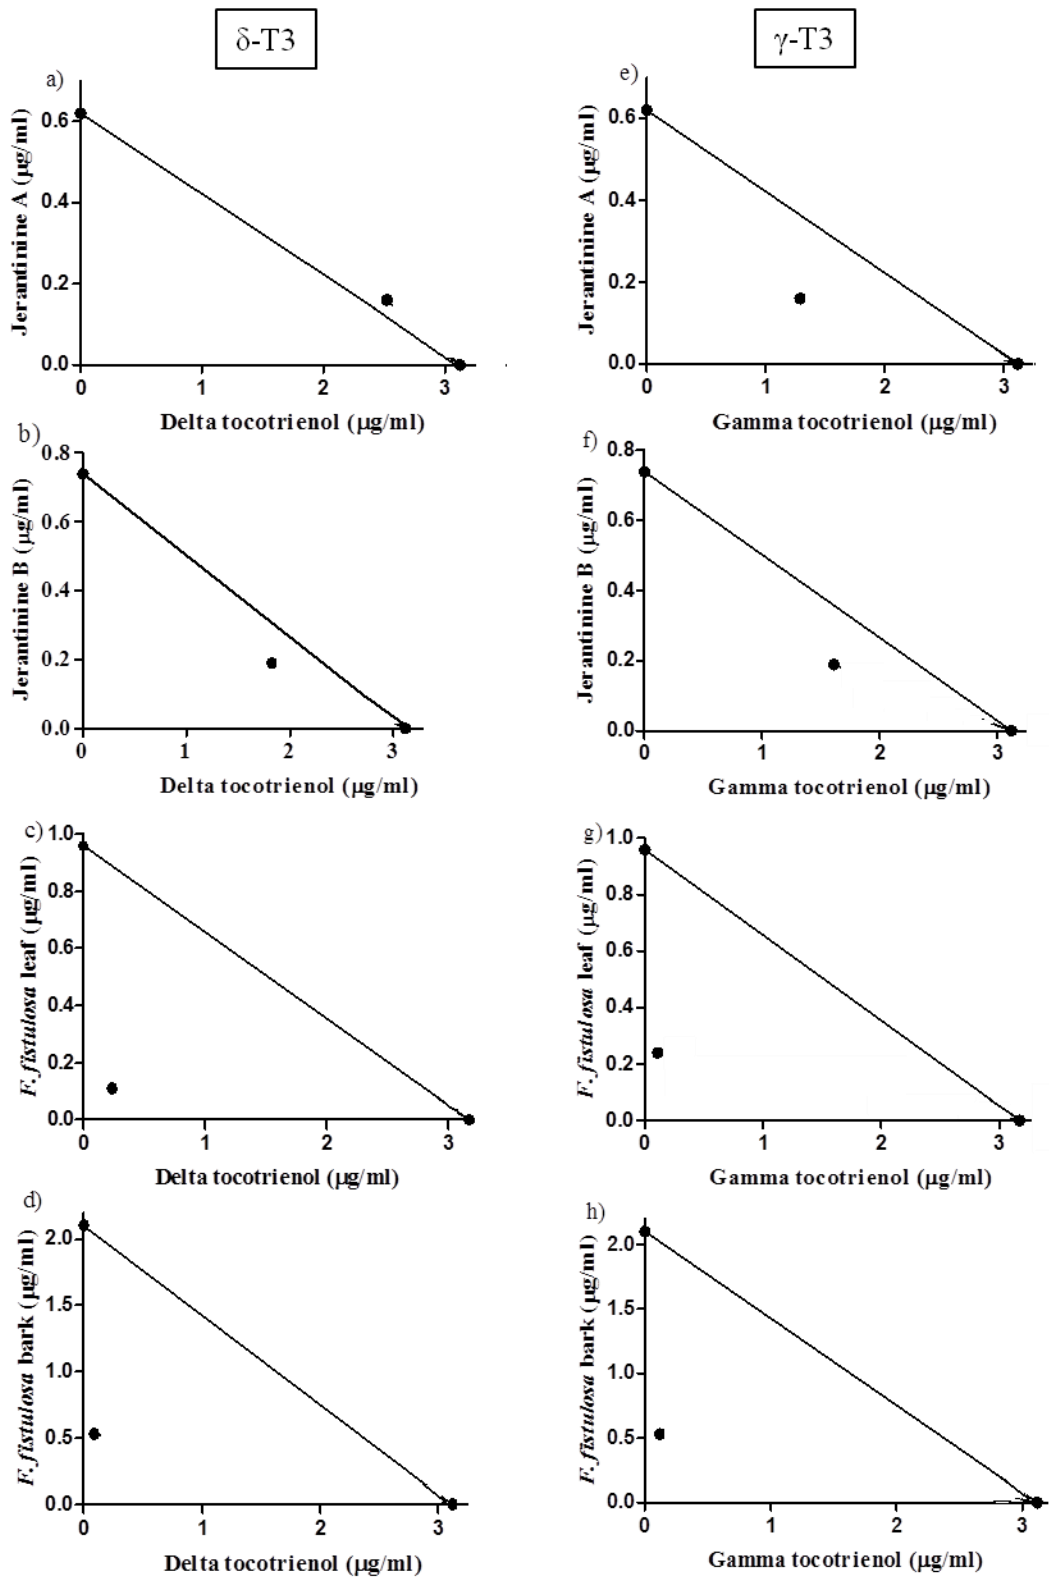 δ-T3
γ-T3
a)
Jerantinine A (µg/ml)
0.6
0.4
0.2
0.0
0 1 2 3
Delta tocotrienol (µg/ml)
e)
Jerantinine A (µg/ml)
0.6
0.4
0.2
0.0
0 1 2 3
Gamma tocotrienol (µg/ml)
b)
Jerantinine B (µg/ml)
0.8
0.6
0.4
0.2
0.0
0 1 2 3
Delta tocotrienol (µg/ml)
f)
Jerantinine B (µg/ml)
0.8
0.6
0.4
0.2
0.0
0 1 2 3
Gamma tocotrienol (µg/ml)
c)
F. fistulosa leaf (µg/ml)
1.0
0.8
0.6
0.4
0.2
0.0
0 1 2 3
Delta tocotrienol (µg/ml)
g)
F. fistulosa leaf (µg/ml)
1.0
0.8
0.6
0.4
0.2
0.0
0 1 2 3
Gamma tocotrienol (µg/ml)
d)
F. fistulosa bark (µg/ml)
2.0
1.5
1.0
0.5
0.0
0 1 2 3
Delta tocotrienol (µg/ml)
h)
F. fistulosa bark (µg/ml)
2.0
1.5
1.0
0.5
0.0
0 1 2 3
Gamma tocotrienol (µg/ml)